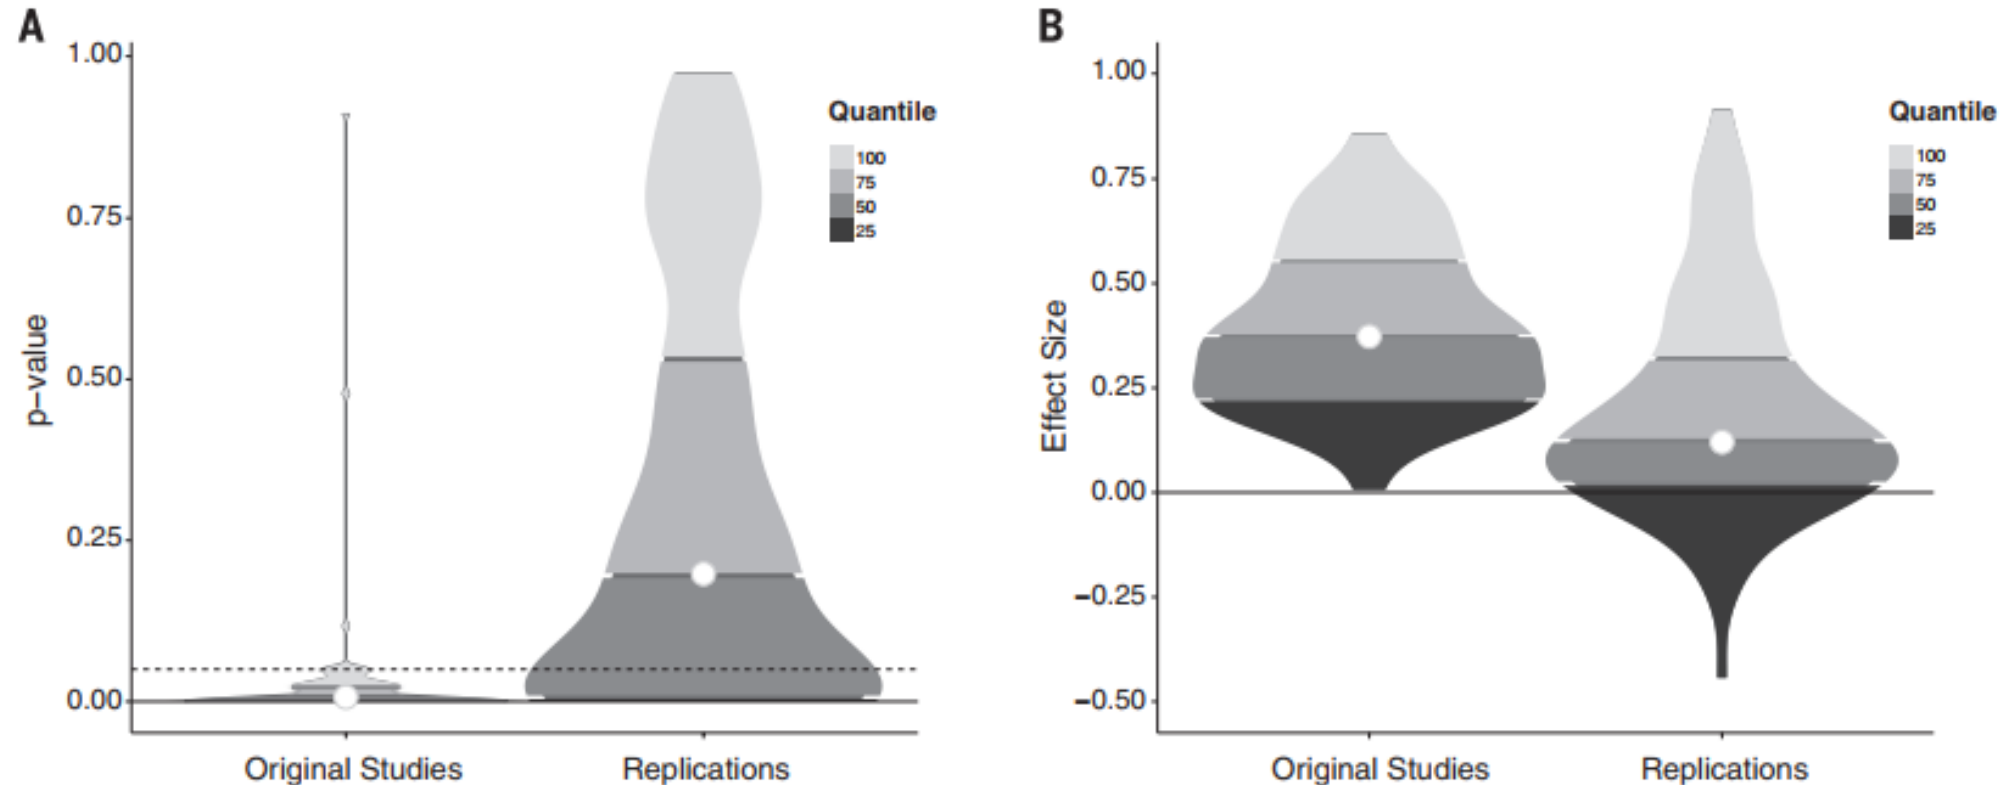 A
1.00
0.75
0.50
0.25
0.00
p-value
Original Studies
Replications
Quantile
100
75
50
25
B
1.00
0.75
0.50
0.25
0.00
−0.25
−0.50
Effect Size
Original Studies
Replications
Quantile
100
75
50
25